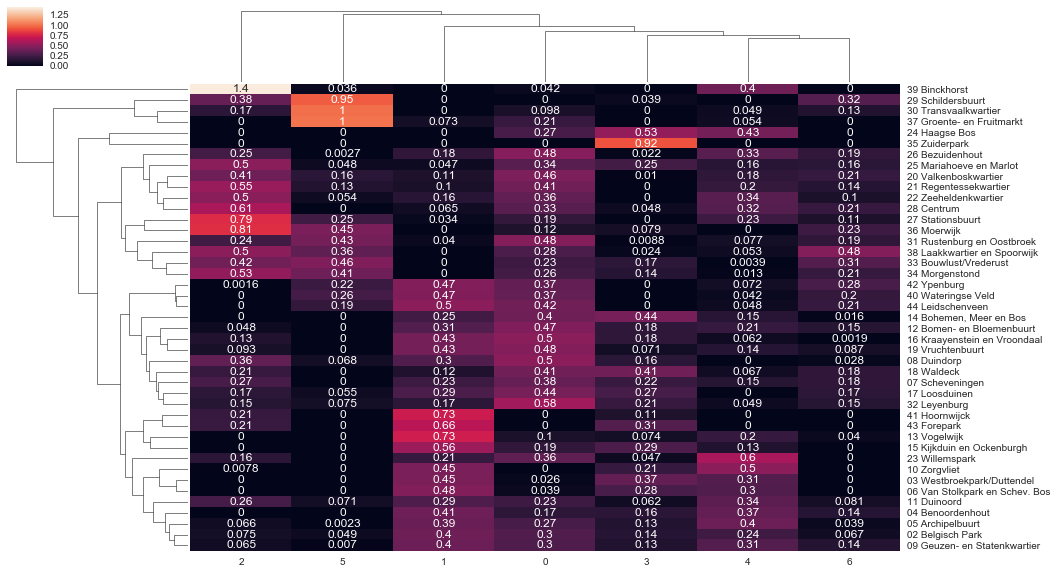 1.25
1.00
0.75
0.50
0.25
0.00
1.4 0.036 0 0.042 0 0.4 0 39 Binckhorst
0.38 0.95 0 0 0.039 0 0.32 29 Schildersbuurt
0.17 1 0 0.098 0 0.049 0.13 30 Transvaalkwartier
0 1 0.073 0.21 0 0.054 0 37 Groente- en Fruitmarkt
0 0 0 0.27 0.53 0.43 0 24 Haagse Bos
0 0 0 0 0.92 0 0 35 Zuiderpark
0.25 0.0027 0.18 0.48 0.022 0.33 0.19 26 Bezuidenhout
0.5 0.048 0.047 0.34 0.25 0.16 0.16 25 Mariahoeve en Marlot
0.41 0.16 0.11 0.46 0.01 0.18 0.21 20 Valkenboskwartier
0.55 0.13 0.1 0.41 0 0.2 0.14 21 Regentessekwartier
0.5 0.054 0.16 0.36 0 0.34 0.1 22 Zeeheldenkwartier
0.61 0 0.065 0.33 0.048 0.32 0.21 28 Centrum
0.79 0.25 0.034 0.19 0 0.23 0.11 27 Stationsbuurt
0.81 0.45 0 0.12 0.079 0 0.23 36 Moerwijk
0.24 0.43 0.04 0.48 0.0088 0.077 0.19 31 Rustenburg en Oostbroek
0.5 0.36 0 0.28 0.024 0.053 0.48 38 Laakkwartier en Spoorwijk
0.42 0.46 0 0.23 0.17 0.0039 0.31 33 Bouwlust/Vrederust
0.53 0.41 0 0.26 0.14 0.013 0.21 34 Morgenstond
0.0016 0.22 0.47 0.37 0 0.072 0.28 42 Ypenburg
0 0.26 0.47 0.37 0 0.042 0.2 40 Wateringse Veld
0 0.19 0.5 0.42 0 0.048 0.21 44 Leidschenveen
0 0 0.25 0.4 0.44 0.15 0.016 14 Bohemen, Meer en Bos
0.048 0 0.31 0.47 0.18 0.21 0.15 12 Bomen- en Bloemenbuurt
0.13 0 0.43 0.5 0.18 0.062 0.0019 16 Kraayenstein en Vroondaal
0.093 0 0.43 0.48 0.071 0.14 0.087 19 Vruchtenbuurt
0.36 0.068 0.3 0.5 0.16 0 0.028 08 Duindorp
0.21 0 0.12 0.41 0.41 0.067 0.18 18 Waldeck
0.27 0 0.23 0.38 0.22 0.15 0.18 07 Scheveningen
0.17 0.055 0.29 0.44 0.27 0 0.17 17 Loosduinen
0.15 0.075 0.17 0.58 0.21 0.049 0.15 32 Leyenburg
0.21 0 0.73 0 0.11 0 0 41 Hoornwijck
0.21 0 0.66 0 0.31 0 0 43 Forepark
0 0 0.73 0.1 0.074 0.2 0.04 13 Vogelwijk
0 0 0.56 0.19 0.29 0.13 0 15 Kijkduin en Ockenburgh
0.16 0 0.21 0.36 0.047 0.6 0 23 Willemspark
0.0078 0 0.45 0 0.21 0.5 0 10 Zorgvliet
0 0 0.45 0.026 0.37 0.31 0 03 Westbroekpark/Duttendel
0 0 0.48 0.039 0.28 0.3 0 06 Van Stolkpark en Schev. Bos
0.26 0.071 0.29 0.23 0.062 0.34 0.081 11 Duinoord
0 0 0.41 0.17 0.16 0.37 0.14 04 Benoordenhout
0.066 0.0023 0.39 0.27 0.13 0.4 0.039 05 Archipelbuurt
0.075 0.049 0.4 0.3 0.14 0.24 0.067 02 Belgisch Park
0.065 0.007 0.4 0.3 0.13 0.31 0.14 09 Geuzen- en Statenkwartier
2 5 1 0 3 4 6